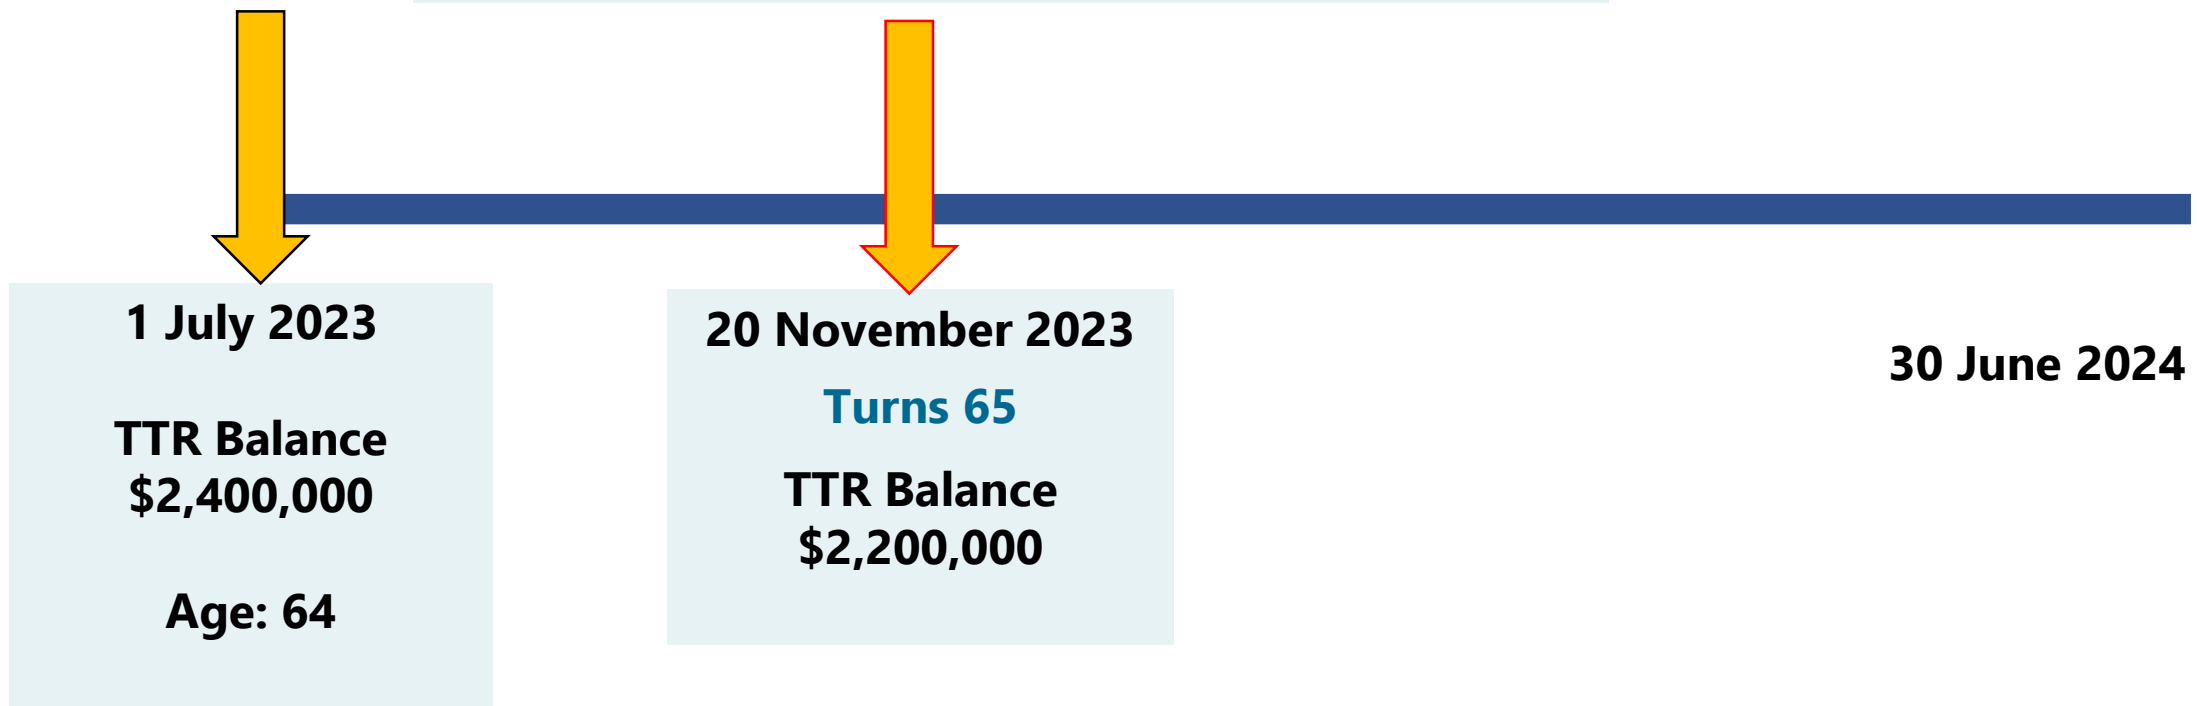 1 July 2023
TTR Balance
$2,400,000
Age: 64
20 November 2023
Turns 65
TTR Balance
$2,200,000
30 June 2024